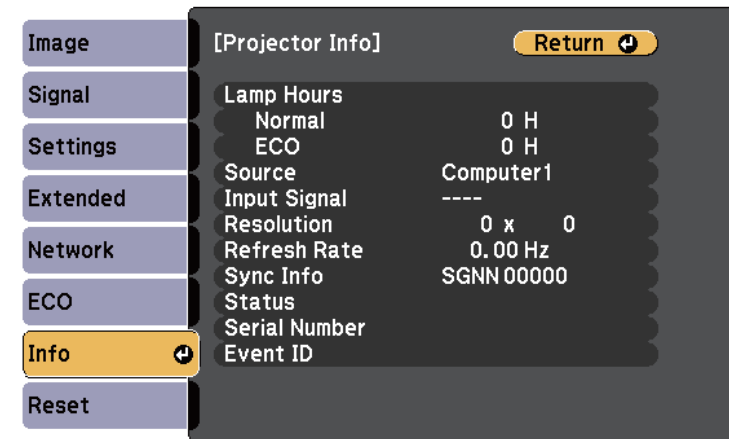 Image
Signal
Settings
Extended
Network
ECO
Info
Reset
[Projector Info]
Return
Lamp Hours
Normal 0 H
ECO 0 H
Source Computer1
Input Signal ----
Resolution 0 x 0
Refresh Rate 0.00 Hz
Sync Info SGNN 00000
Status
Serial Number
Event ID